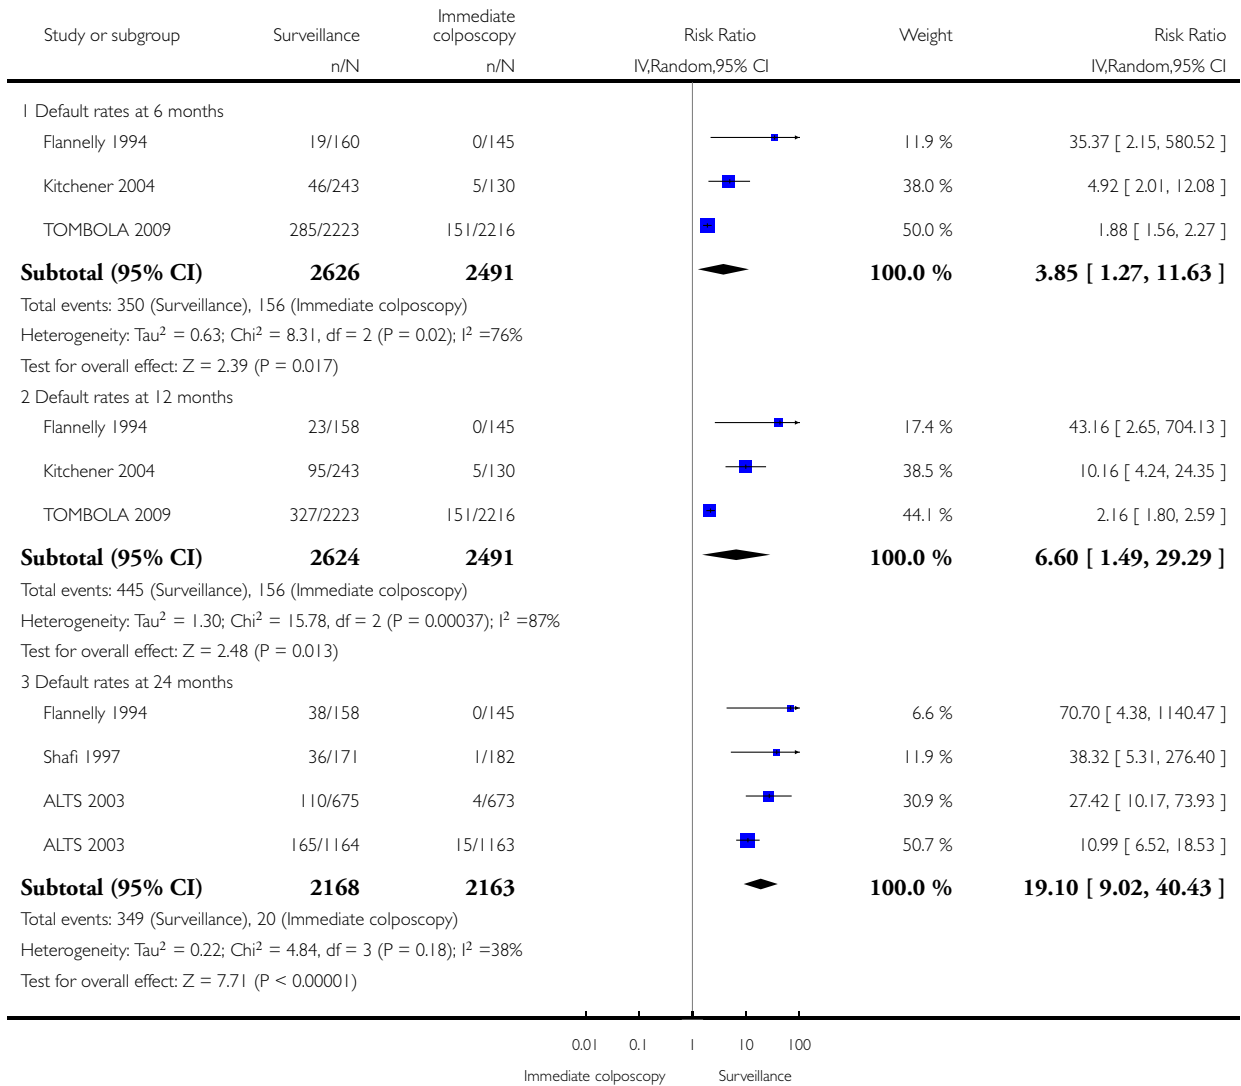 Study or subgroup Surveillance Immediate colposcopy Risk Ratio Weight Risk Ratio
n/N n/N IV,Random,95% CI IV,Random,95% CI
1 Default rates at 6 months
Flannelly 1994 19/160 0/145 11.9 % 35.37 [ 2.15, 580.52 ]
Kitchener 2004 46/243 5/130 38.0 % 4.92 [ 2.01, 12.08 ]
TOMBOLA 2009 285/2223 151/2216 50.0 % 1.88 [ 1.56, 2.27 ]
Subtotal (95% CI) 2626 2491 100.0 % 3.85 [ 1.27, 11.63 ]
Total events: 350 (Surveillance), 156 (Immediate colposcopy)
Heterogeneity: Tau² = 0.63; Chi² = 8.31, df = 2 (P = 0.02); I² =76%
Test for overall effect: Z = 2.39 (P = 0.017)
2 Default rates at 12 months
Flannelly 1994 23/158 0/145 17.4 % 43.16 [ 2.65, 704.13 ]
Kitchener 2004 95/243 5/130 38.5 % 10.16 [ 4.24, 24.35 ]
TOMBOLA 2009 327/2223 151/2216 44.1 % 2.16 [ 1.80, 2.59 ]
Subtotal (95% CI) 2624 2491 100.0 % 6.60 [ 1.49, 29.29 ]
Total events: 445 (Surveillance), 156 (Immediate colposcopy)
Heterogeneity: Tau² = 1.30; Chi² = 15.78, df = 2 (P = 0.00037); I² =87%
Test for overall effect: Z = 2.48 (P = 0.013)
3 Default rates at 24 months
Flannelly 1994 38/158 0/145 6.6 % 70.70 [ 4.38, 1140.47 ]
Shafi 1997 36/171 1/182 11.9 % 38.32 [ 5.31, 276.40 ]
ALTS 2003 110/675 4/673 30.9 % 27.42 [ 10.17, 73.93 ]
ALTS 2003 165/1164 15/1163 50.7 % 10.99 [ 6.52, 18.53 ]
Subtotal (95% CI) 2168 2163 100.0 % 19.10 [ 9.02, 40.43 ]
Total events: 349 (Surveillance), 20 (Immediate colposcopy)
Heterogeneity: Tau² = 0.22; Chi² = 4.84, df = 3 (P = 0.18); I² =38%
Test for overall effect: Z = 7.71 (P < 0.00001)
0.01 0.1 1 10 100
Immediate colposcopy Surveillance